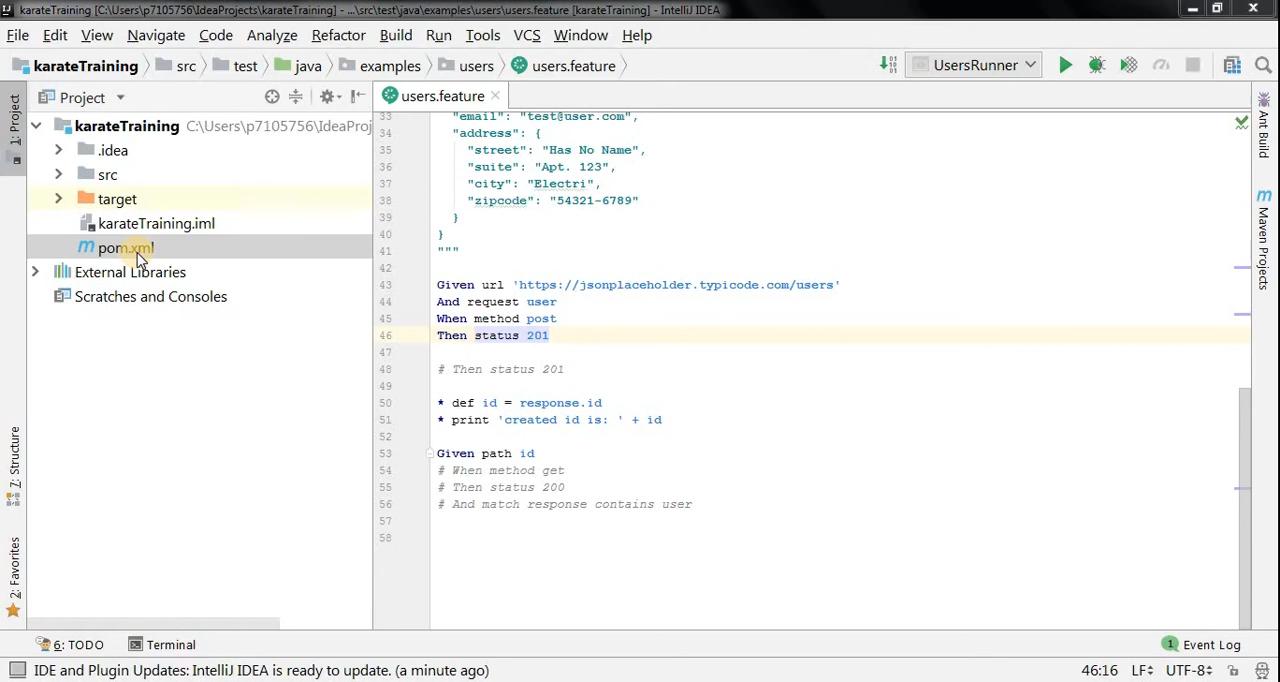 karateTraining [C:\Users\p7105756\IdeaProjects\karateTraining] - ...\src\test\java\examples\users\users.feature [karateTraining] - IntelliJ IDEA
File Edit View Navigate Code Analyze Refactor Build Run Tools VCS Window Help
karateTraining src test java examples users users.feature UsersRunner
Project
users.feature
1: Project
7: Structure
2: Favorites
karateTraining C:\Users\p7105756\IdeaProj
.idea
src
target
karateTraining.iml
pom.xml
External Libraries
Scratches and Consoles
33 "email": "test@user.com",
34 "address": {
35 "street": "Has No Name",
36 "suite": "Apt. 123",
37 "city": "Electri",
38 "zipcode": "54321-6789"
39 }
40 }
41 """
42
43 Given url 'https://jsonplaceholder.typicode.com/users'
44 And request user
45 When method post
46 Then status 201
47
48 # Then status 201
49
50 * def id = response.id
51 * print 'created id is: ' + id
52
53 Given path id
54 # When method get
55 # Then status 200
56 # And match response contains user
57
58
Ant Build
Maven Projects
6: TODO Terminal 1 Event Log
IDE and Plugin Updates: IntelliJ IDEA is ready to update. (a minute ago) 46:16 LF UTF-8